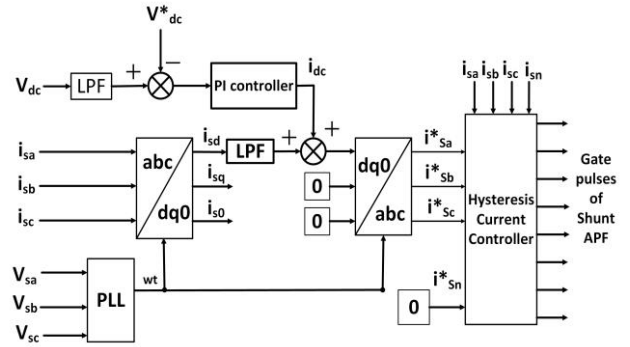 V*dc
Vdc
LPF
+
−
PI controller
idc
isa
isb
isc
isn
isa
isb
isc
abc
dq0
isd
isq
is0
LPF
+
+
0
0
dq0
abc
i*Sa
i*Sb
i*Sc
Hysteresis
Current
Controller
Gate
pulses
of
Shunt
APF
Vsa
Vsb
Vsc
PLL
wt
0
i*Sn